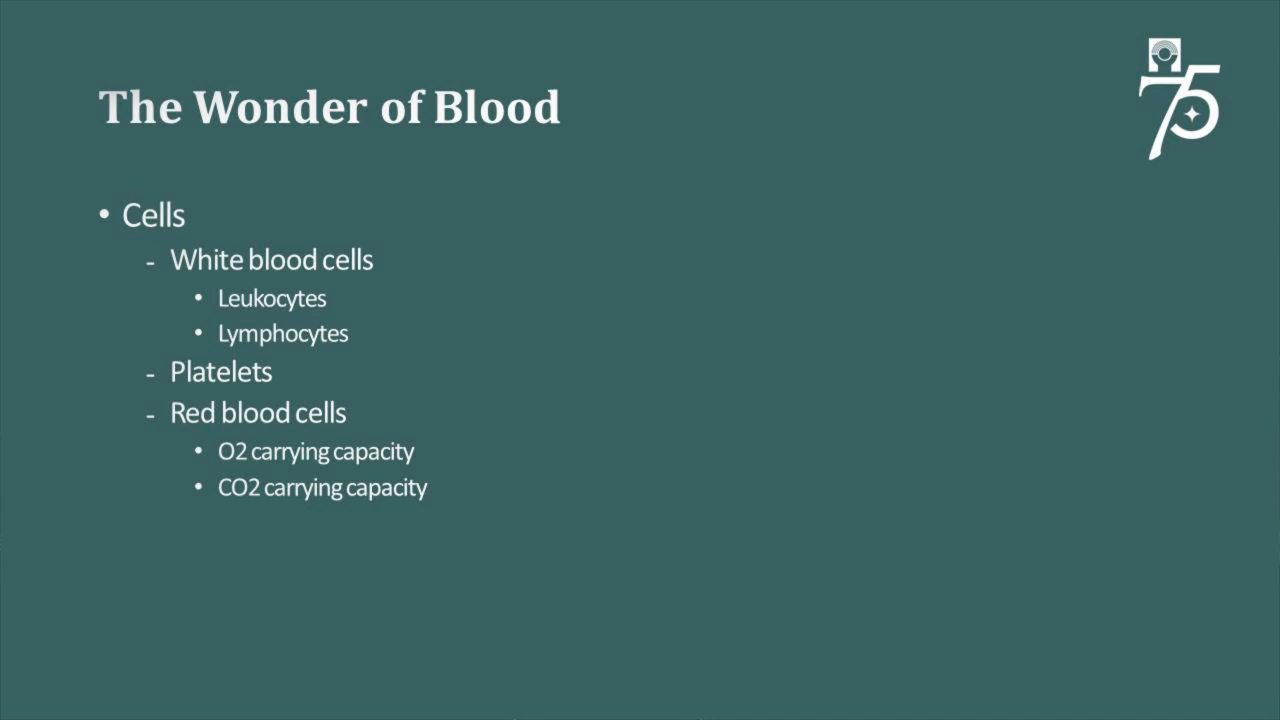 The Wonder of Blood
75
• Cells
- White blood cells
• Leukocytes
• Lymphocytes
- Platelets
- Red blood cells
• O2 carrying capacity
• CO2 carrying capacity